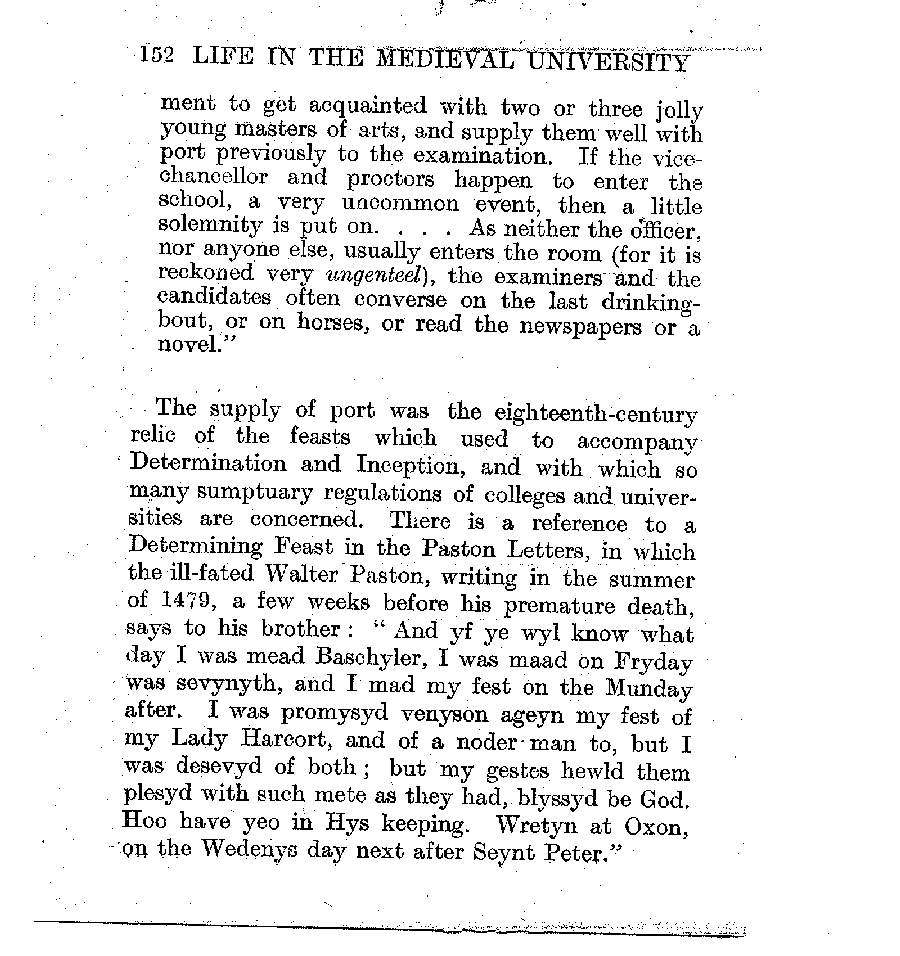 152 LIFE IN THE MEDIEVAL UNIVERSITY
ment to get acquainted with two or three jolly
young masters of arts, and supply them well with
port previously to the examination. If the vice-
chancellor and proctors happen to enter the
school, a very uncommon event, then a little
solemnity is put on. . . . As neither the officer,
nor anyone else, usually enters the room (for it is
reckoned very ungenteel), the examiners and the
candidates often converse on the last drinking-
bout, or on horses, or read the newspapers or a
novel."
The supply of port was the eighteenth-century
relic of the feasts which used to accompany
Determination and Inception, and with which so
many sumptuary regulations of colleges and univer-
sities are concerned. There is a reference to a
Determining Feast in the Paston Letters, in which
the ill-fated Walter Paston, writing in the summer
of 1479, a few weeks before his premature death,
says to his brother : " And yf ye wyl know what
day I was mead Baschyler, I was maad on Fryday
was sevynyth, and I mad my fest on the Munday
after. I was promysyd venyson ageyn my fest of
my Lady Harcort, and of a noder man to, but I
was desevyd of both ; but my gestes hewld them
plesyd with such mete as they had, blyssyd be God.
Hoo have yeo in Hys keeping. Wretyn at Oxon,
on the Wedenys day next after Seynt Peter."